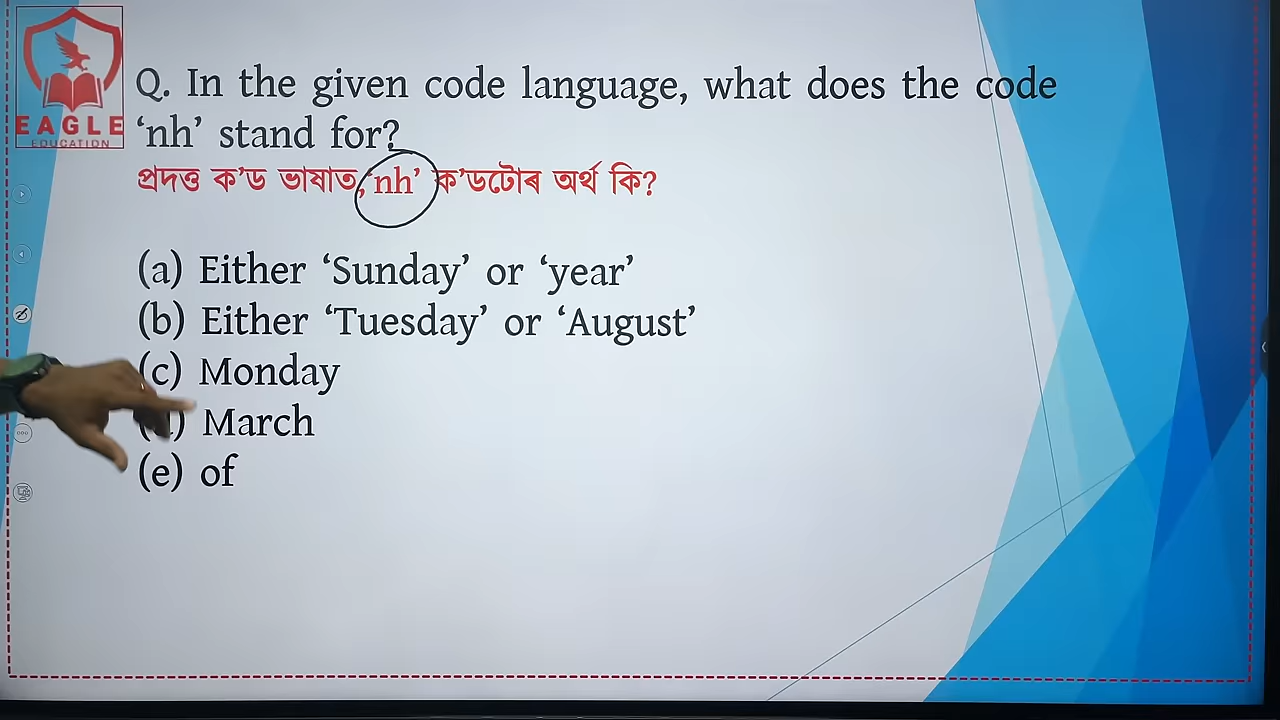 EAGLE
EDUCATION
Q. In the given code language, what does the code
‘nh’ stand for?
প্ৰদত্ত ক’ড ভাষাত,‘nh’ ক’ডটোৰ অৰ্থ কি?
(a) Either ‘Sunday’ or ‘year’
(b) Either ‘Tuesday’ or ‘August’
(c) Monday
(d) March
(e) of